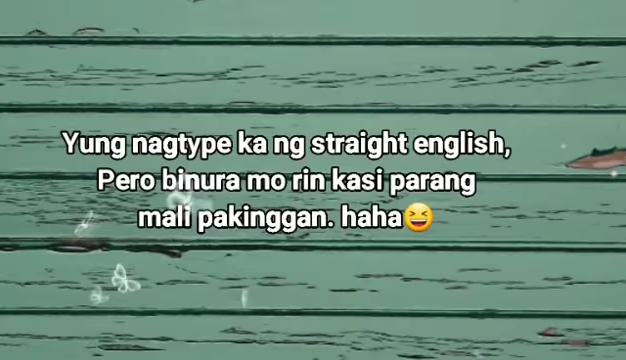 Yung nagtype ka ng straight english,
Pero binura mo rin kasi parang
mali pakinggan. haha😆